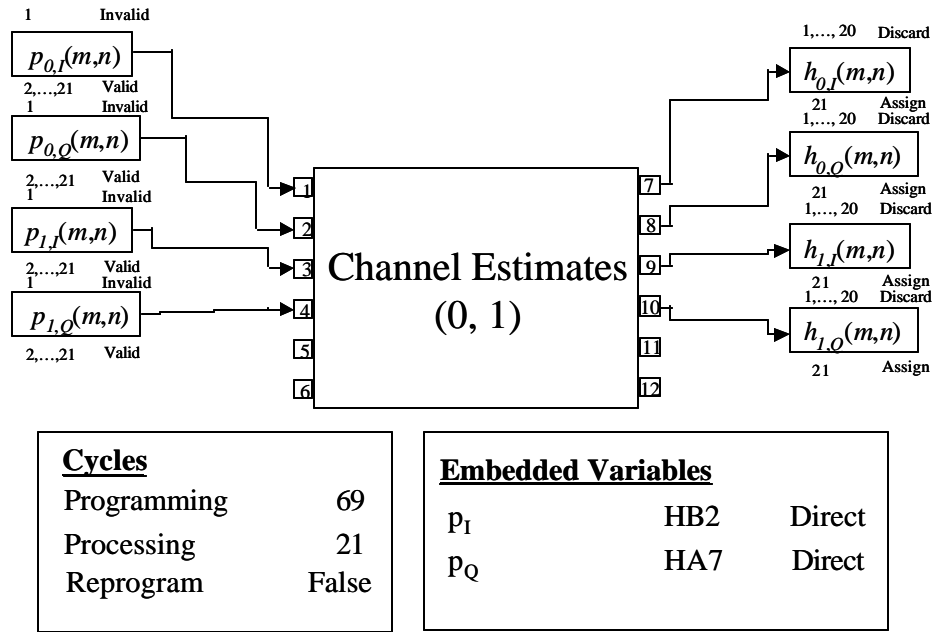 1 Invalid
p0,I(m,n)
2,...,21 Valid
1 Invalid
p0,Q(m,n)
2,...,21 Valid
1 Invalid
p1,I(m,n)
2,...,21 Valid
1 Invalid
p1,Q(m,n)
2,...,21 Valid
1
2
3
4
5
6
Channel Estimates
(0, 1)
7
8
9
10
11
12
1,..., 20 Discard
h0,I(m,n)
21 Assign
1,..., 20 Discard
h0,Q(m,n)
21 Assign
1,..., 20 Discard
h1,I(m,n)
21 Assign
1,..., 20 Discard
h1,Q(m,n)
21 Assign
Cycles
Programming 69
Processing 21
Reprogram False
Embedded Variables
pI HB2 Direct
pQ HA7 Direct